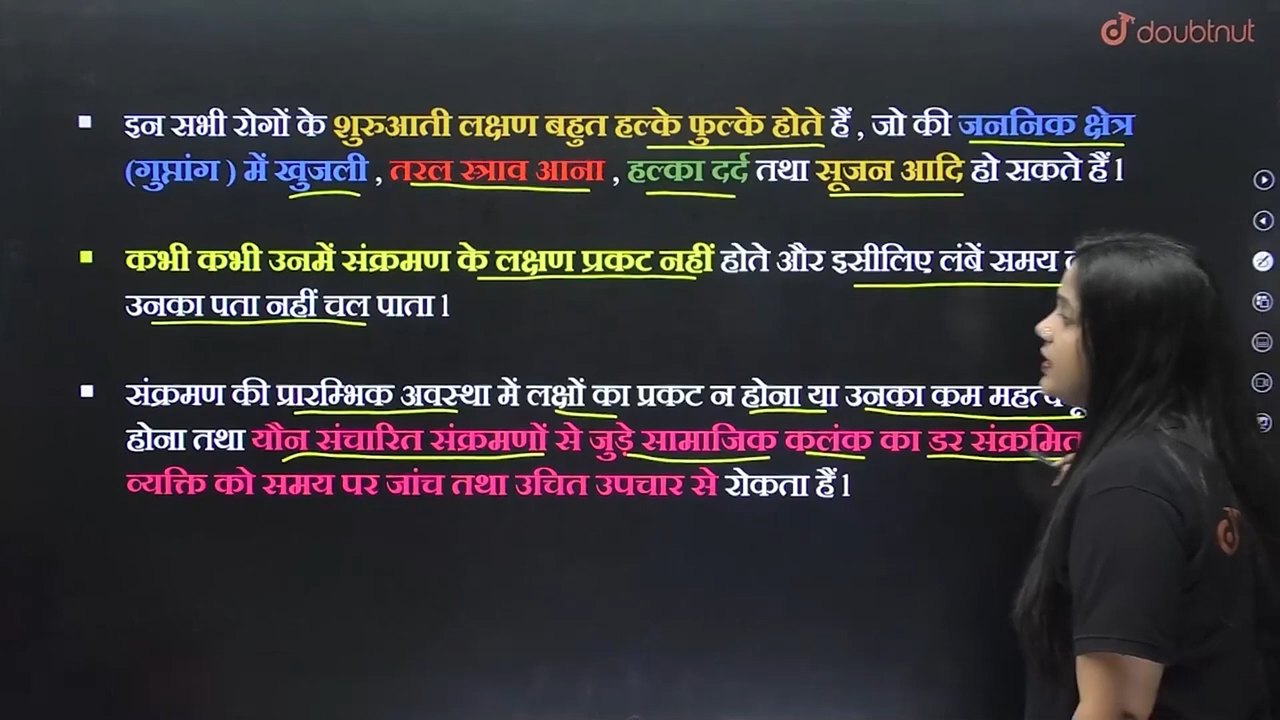 doubtnut
इन सभी रोगों के शुरुआती लक्षण बहुत हल्के फुल्के होते हैं , जो की जननिक क्षेत्र
(गुप्तांग ) में खुजली , तरल स्त्राव आना , हल्का दर्द तथा सूजन आदि हो सकते हैं l
कभी कभी उनमें संक्रमण के लक्षण प्रकट नहीं होते और इसीलिए लंबें समय
उनका पता नहीं चल पाता l
संक्रमण की प्रारम्भिक अवस्था में लक्षों का प्रकट न होना या उनका कम
होना तथा यौन संचारित संक्रमणों से जुड़े सामाजिक कलंक का डर संक्रमित
व्यक्ति को समय पर जांच तथा उचित उपचार से रोकता हैं l